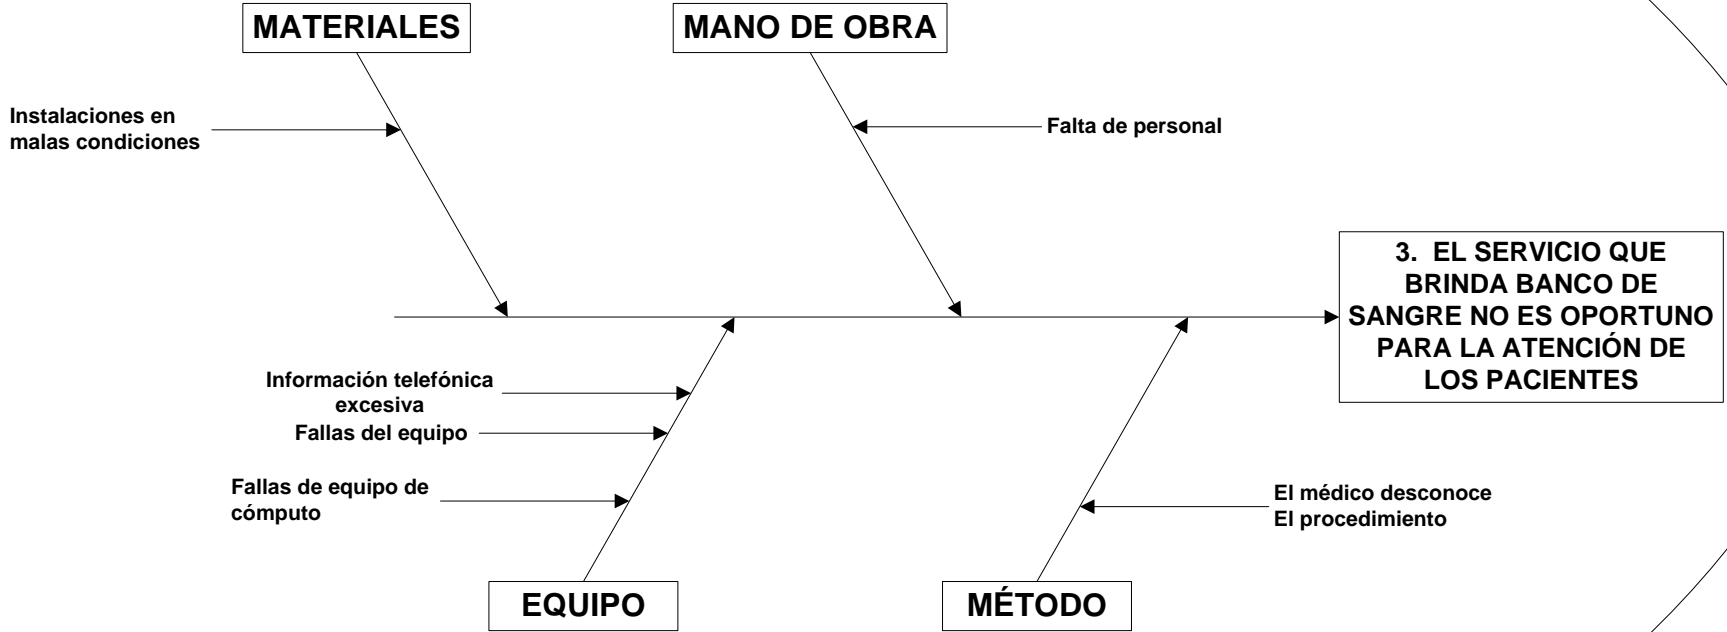 MATERIALES
MANO DE OBRA
Instalaciones en
malas condiciones
Falta de personal
3. EL SERVICIO QUE
BRINDA BANCO DE
SANGRE NO ES OPORTUNO
PARA LA ATENCIÓN DE
LOS PACIENTES
Información telefónica
excesiva
Fallas del equipo
Fallas de equipo de
cómputo
El médico desconoce
El procedimiento
EQUIPO
MÉTODO